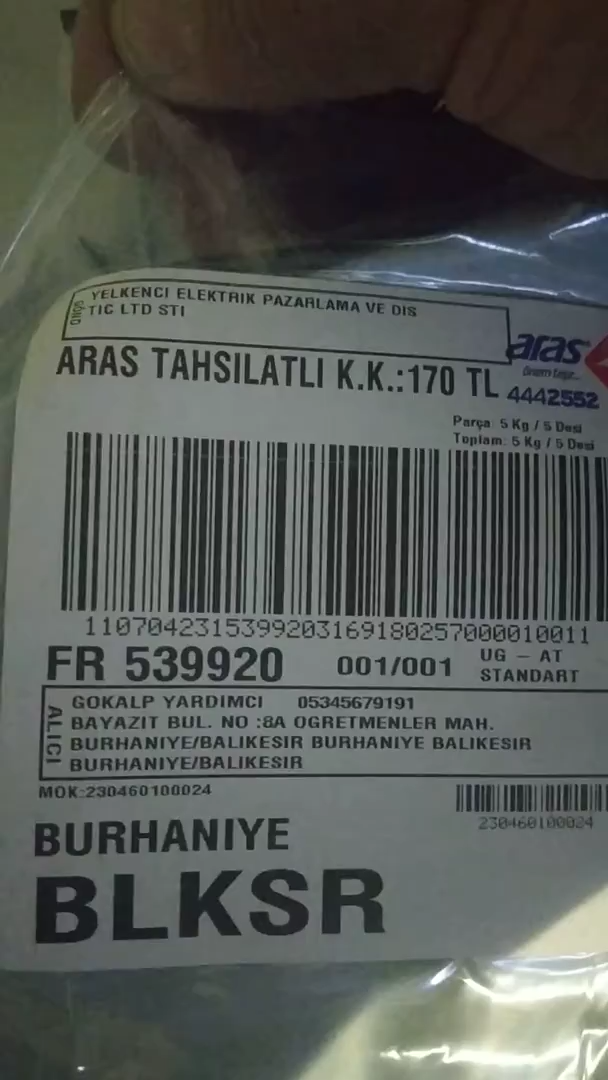 GÖND
YELKENCI ELEKTRIK PAZARLAMA VE DIS
TIC LTD STI
aras
ARAS TAHSILATLI K.K.:170 TL
4442552
Parça: 5 Kg / 5 Desi
Toplam: 5 Kg / 5 Desi
1107042315399203169180257000010011
FR 539920 001/001 UG - AT
STANDART
ALICI
GOKALP YARDIMCI 05345679191
BAYAZIT BUL. NO :8A OGRETMENLER MAH.
BURHANIYE/BALIKESIR BURHANIYE BALIKESIR
BURHANIYE/BALIKESIR
MOK:230460100024
230460100024
BURHANIYE
BLKSR